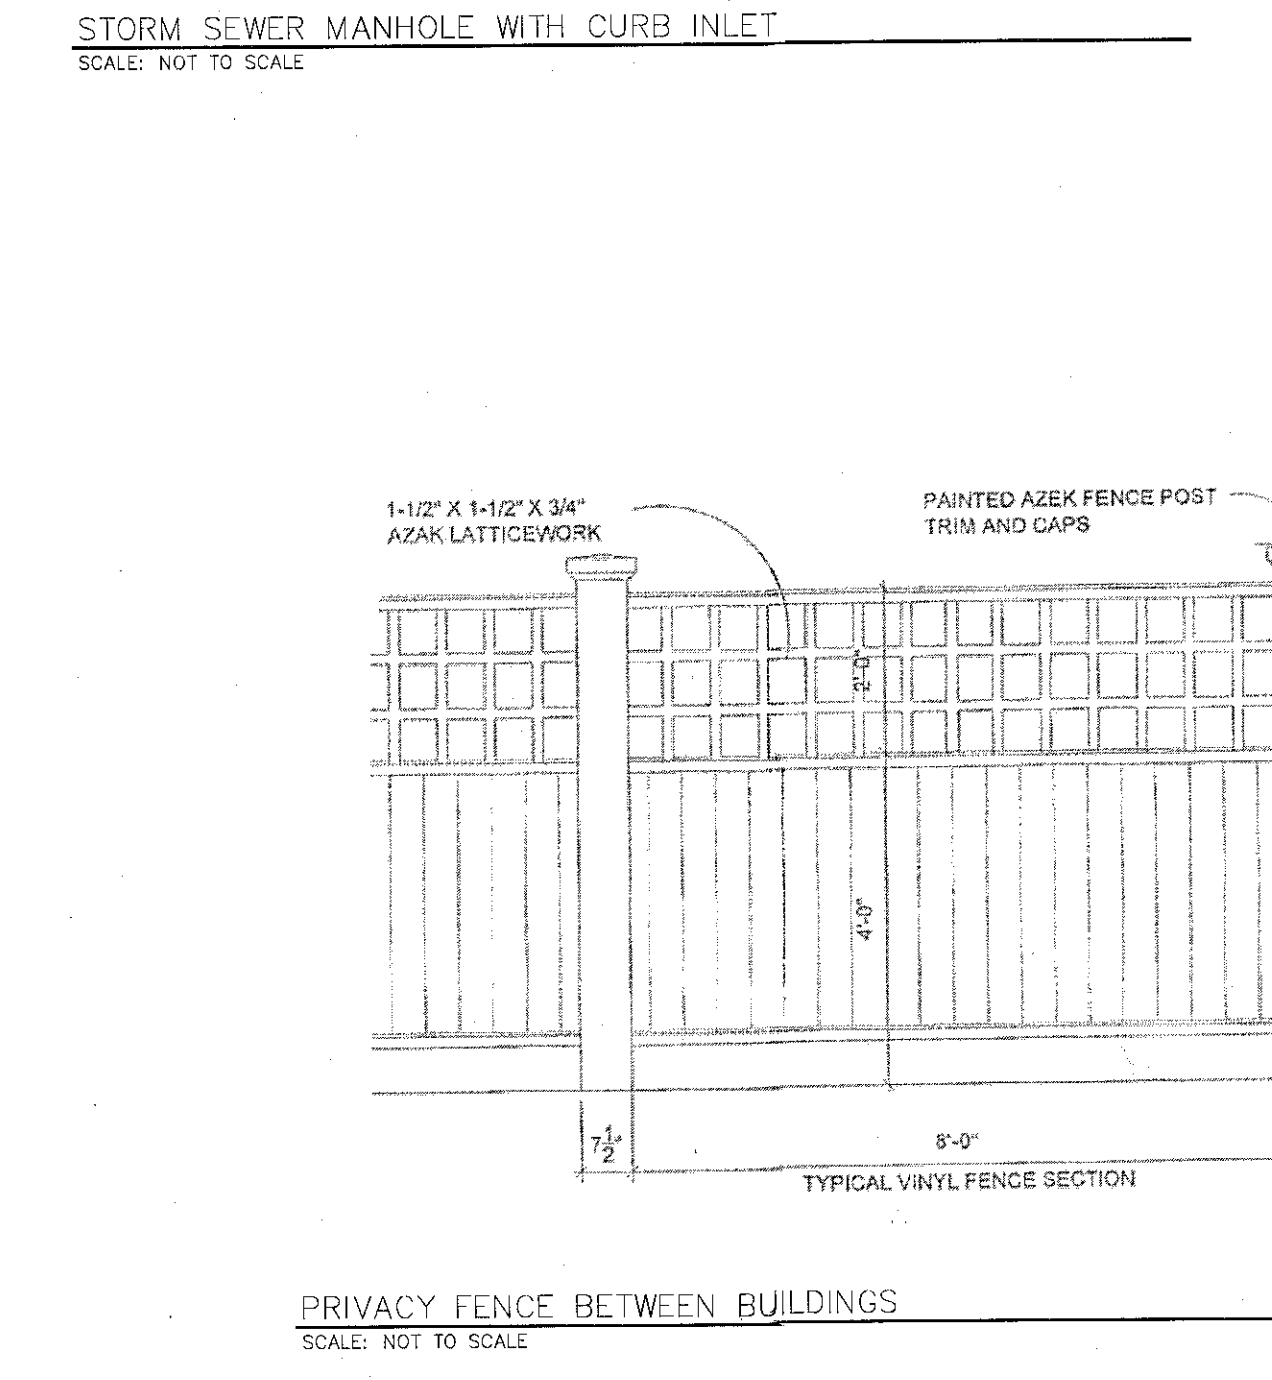 STORM SEWER MANHOLE WITH CURB INLET
SCALE: NOT TO SCALE
1-1/2" X 1-1/2" X 3/4"
AZAK LATTICEWORK
PAINTED AZEK FENCE POST
TRIM AND CAPS
2'-0"
4'-0"
7 1/2"
8'-0"
TYPICAL VINYL FENCE SECTION
PRIVACY FENCE BETWEEN BUILDINGS
SCALE: NOT TO SCALE